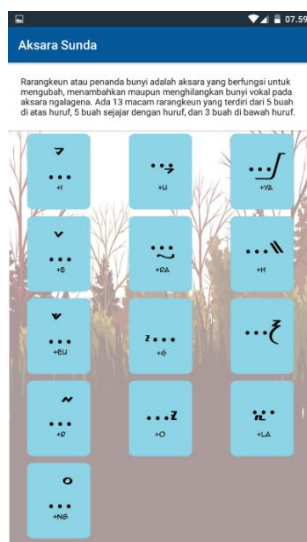 07.59
Aksara Sunda
Rarangkeun atau penanda bunyi adalah aksara yang berfungsi untuk
mengubah, menambahkan maupun menghilangkan bunyi vokal pada
aksara ngalagena. Ada 13 macam rarangkeun yang terdiri dari 5 buah
di atas huruf, 5 buah sejajar dengan huruf, dan 3 buah di bawah huruf.
+I +U +YA
+E +RA +H
+EU +é
+R +O +LA
+NG